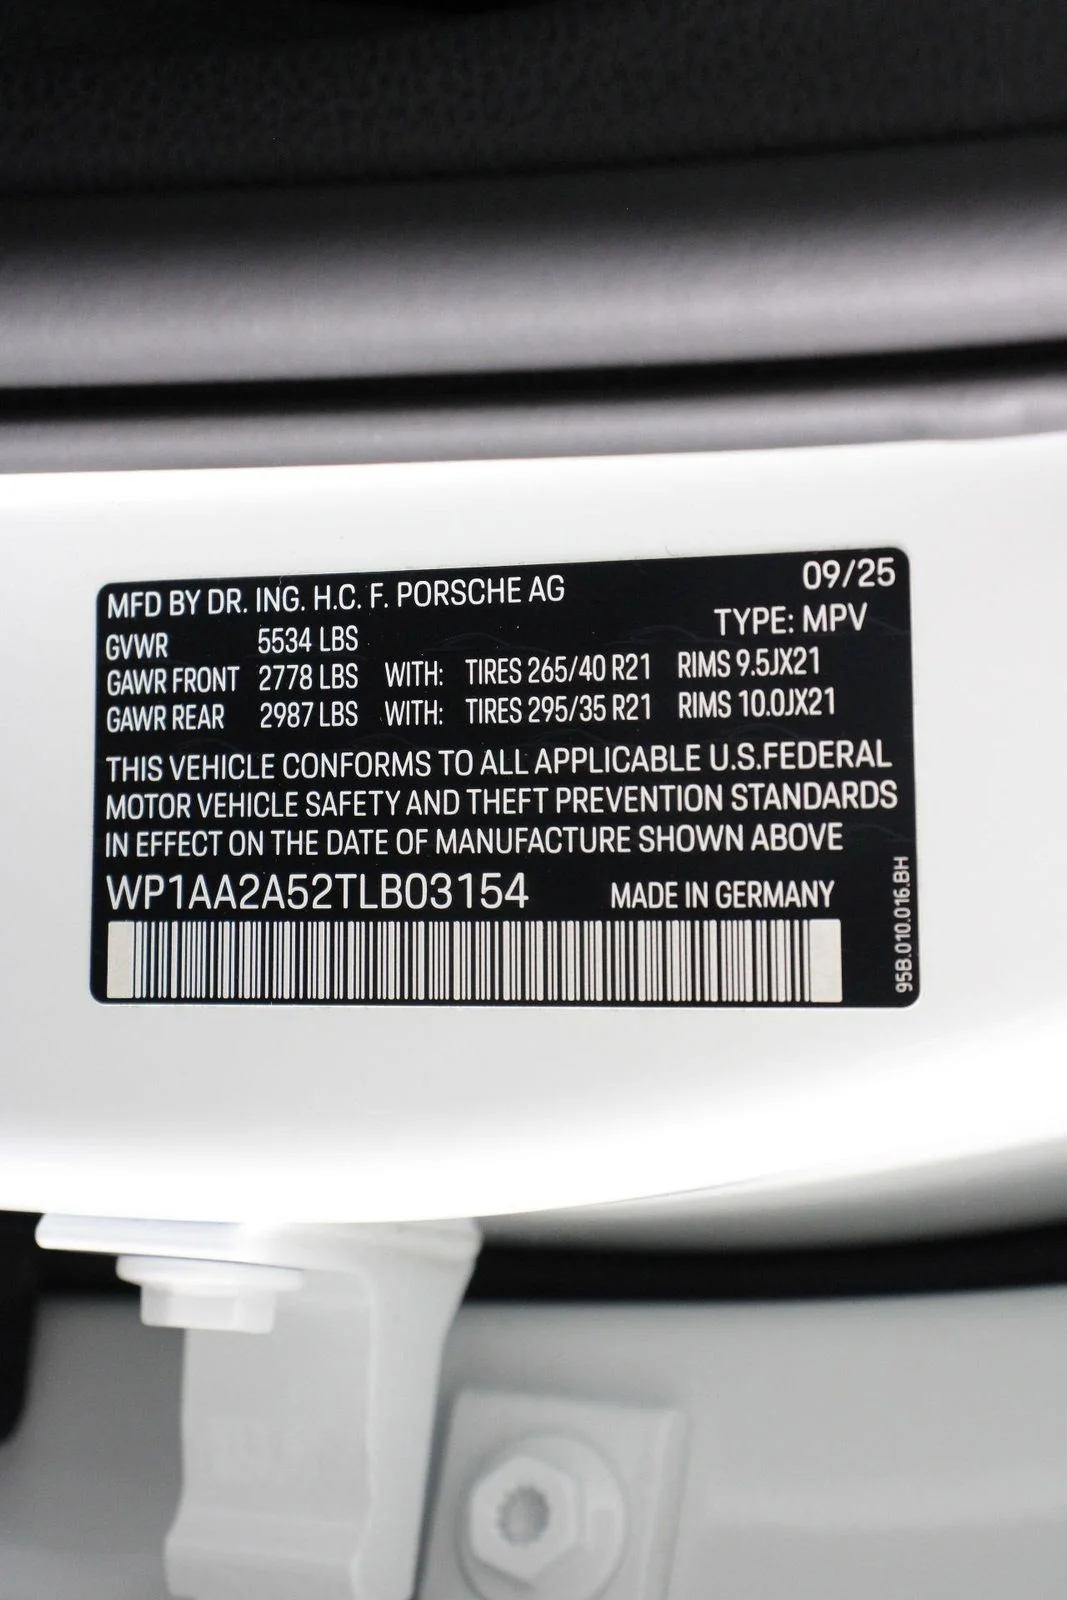 MFD BY DR. ING. H.C. F. PORSCHE AG 09/25
GVWR 5534 LBS TYPE: MPV
GAWR FRONT 2778 LBS WITH: TIRES 265/40 R21 RIMS 9.5JX21
GAWR REAR 2987 LBS WITH: TIRES 295/35 R21 RIMS 10.0JX21
THIS VEHICLE CONFORMS TO ALL APPLICABLE U.S.FEDERAL
MOTOR VEHICLE SAFETY AND THEFT PREVENTION STANDARDS
IN EFFECT ON THE DATE OF MANUFACTURE SHOWN ABOVE
WP1AA2A52TLB03154 MADE IN GERMANY
95B.010.016.BH